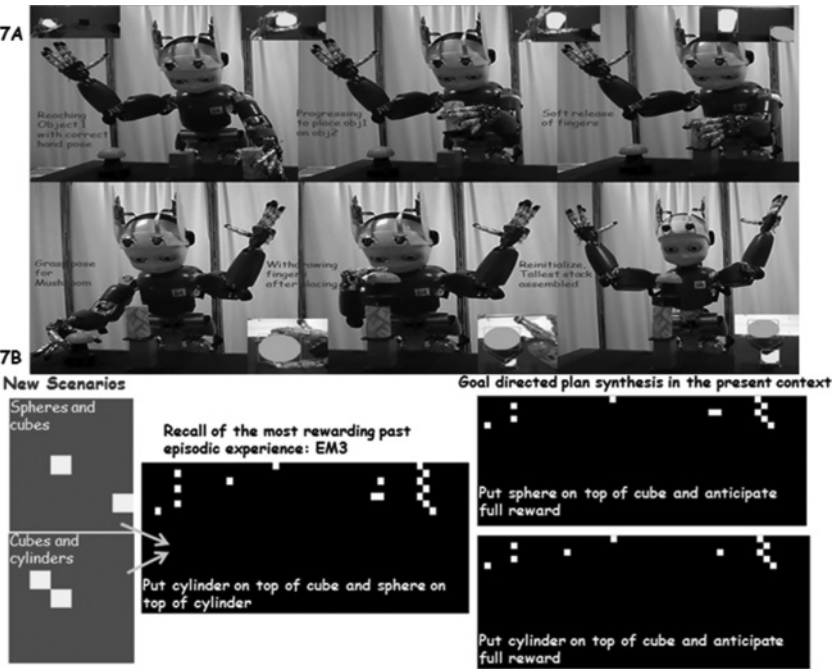 7A
Reaching
Object 1
with correct
hand pose
Progressing
to place obj1
on obj2
Soft release
of fingers
Grasp pose
for
Mushroom
Withdrawing
fingers
after placing
Reinitialize,
Tallest stack
assembled
7B
New Scenarios
Spheres and
cubes
Cubes and
cylinders
Recall of the most rewarding past
episodic experience: EM3
Put cylinder on top of cube and sphere on
top of cylinder
Goal directed plan synthesis in the present context
Put sphere on top of cube and anticipate
full reward
Put cylinder on top of cube and anticipate
full reward